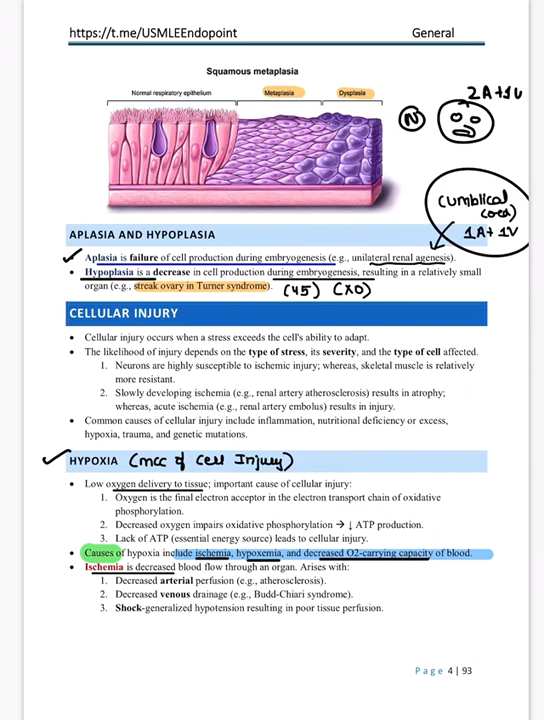 https://t.me/USMLEEndopoint General
Squamous metaplasia
Normal respiratory epithelium Metaplasia Dysplasia
2A+1V
N
(umblical
cord)
1A+ 1V
APLASIA AND HYPOPLASIA
Aplasia is failure of cell production during embryogenesis (e.g., unilateral renal agenesis).
• Hypoplasia is a decrease in cell production during embryogenesis, resulting in a relatively small
organ (e.g., streak ovary in Turner syndrome). (45) (XO)
CELLULAR INJURY
• Cellular injury occurs when a stress exceeds the cell's ability to adapt.
• The likelihood of injury depends on the type of stress, its severity, and the type of cell affected.
1. Neurons are highly susceptible to ischemic injury; whereas, skeletal muscle is relatively
more resistant.
2. Slowly developing ischemia (e.g., renal artery atherosclerosis) results in atrophy;
whereas, acute ischemia (e.g., renal artery embolus) results in injury.
• Common causes of cellular injury include inflammation, nutritional deficiency or excess,
hypoxia, trauma, and genetic mutations.
HYPOXIA (mcc of Cell Injury)
• Low oxygen delivery to tissue; important cause of cellular injury:
1. Oxygen is the final electron acceptor in the electron transport chain of oxidative
phosphorylation.
2. Decreased oxygen impairs oxidative phosphorylation → ↓ ATP production.
3. Lack of ATP (essential energy source) leads to cellular injury.
• Causes of hypoxia include ischemia, hypoxemia, and decreased O2-carrying capacity of blood.
• Ischemia is decreased blood flow through an organ. Arises with:
1. Decreased arterial perfusion (e.g., atherosclerosis).
2. Decreased venous drainage (e.g., Budd-Chiari syndrome).
3. Shock-generalized hypotension resulting in poor tissue perfusion.
Page 4 | 93